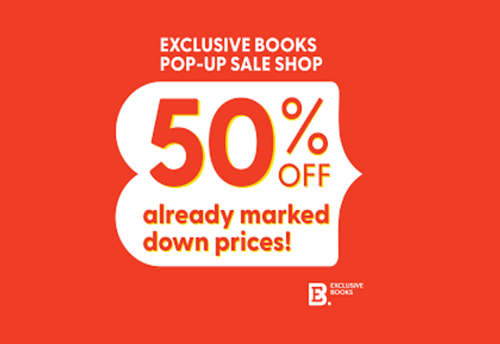 EXCLUSIVE BOOKS
POP-UP SALE SHOP
50%
OFF
already marked
down prices!
E.
EXCLUSIVE
BOOKS